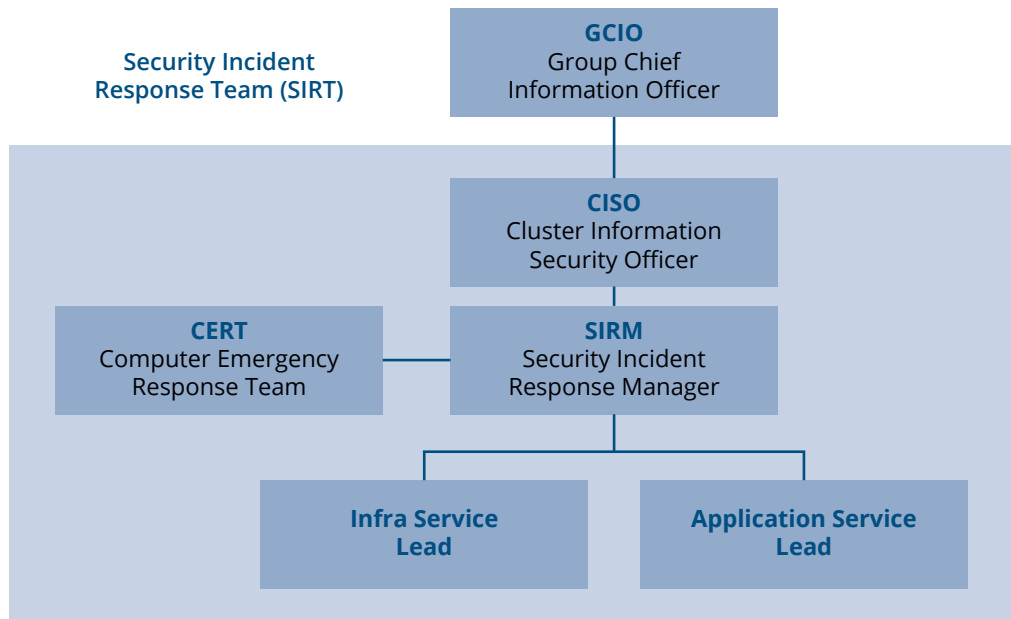 Security Incident
Response Team (SIRT)
GCIO
Group Chief
Information Officer
CISO
Cluster Information
Security Officer
CERT
Computer Emergency
Response Team
SIRM
Security Incident
Response Manager
Infra Service
Lead
Application Service
Lead